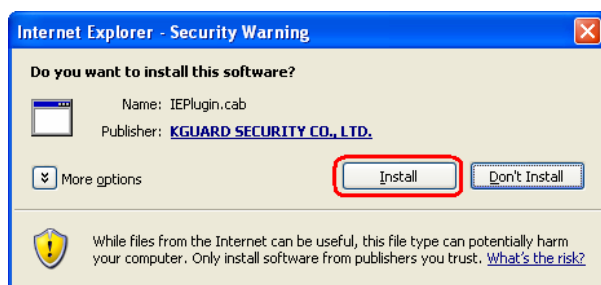 Internet Explorer - Security Warning
Do you want to install this software?
Name: IEPlugin.cab
Publisher: KGUARD SECURITY CO., LTD.
More options
Install
Don't Install
While files from the Internet can be useful, this file type can potentially harm
your computer. Only install software from publishers you trust. What's the risk?